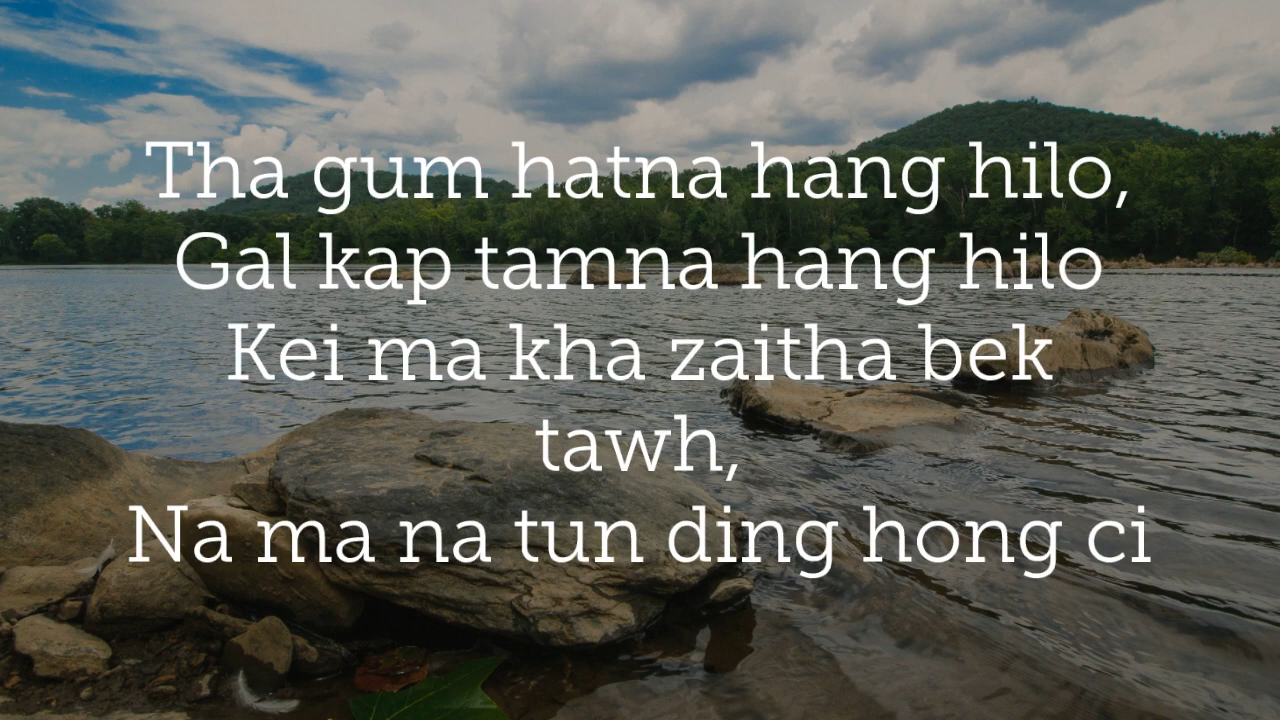 Tha gum hatna hang hilo,
Gal kap tamna hang hilo
Kei ma kha zaitha bek
tawh,
Na ma na tun ding hong ci